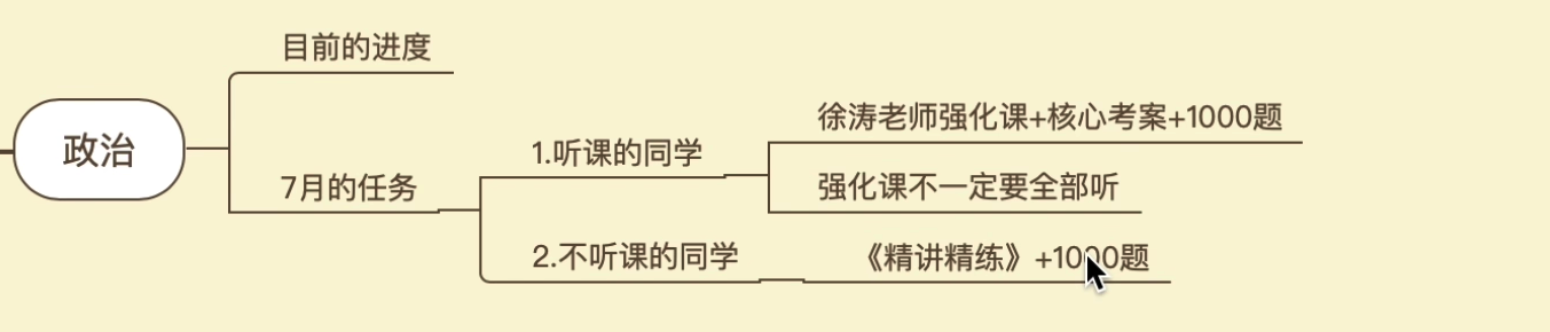 政治
目前的进度
7月的任务
1.听课的同学
徐涛老师强化课+核心考案+1000题
强化课不一定要全部听
2.不听课的同学
《精讲精练》+1000题